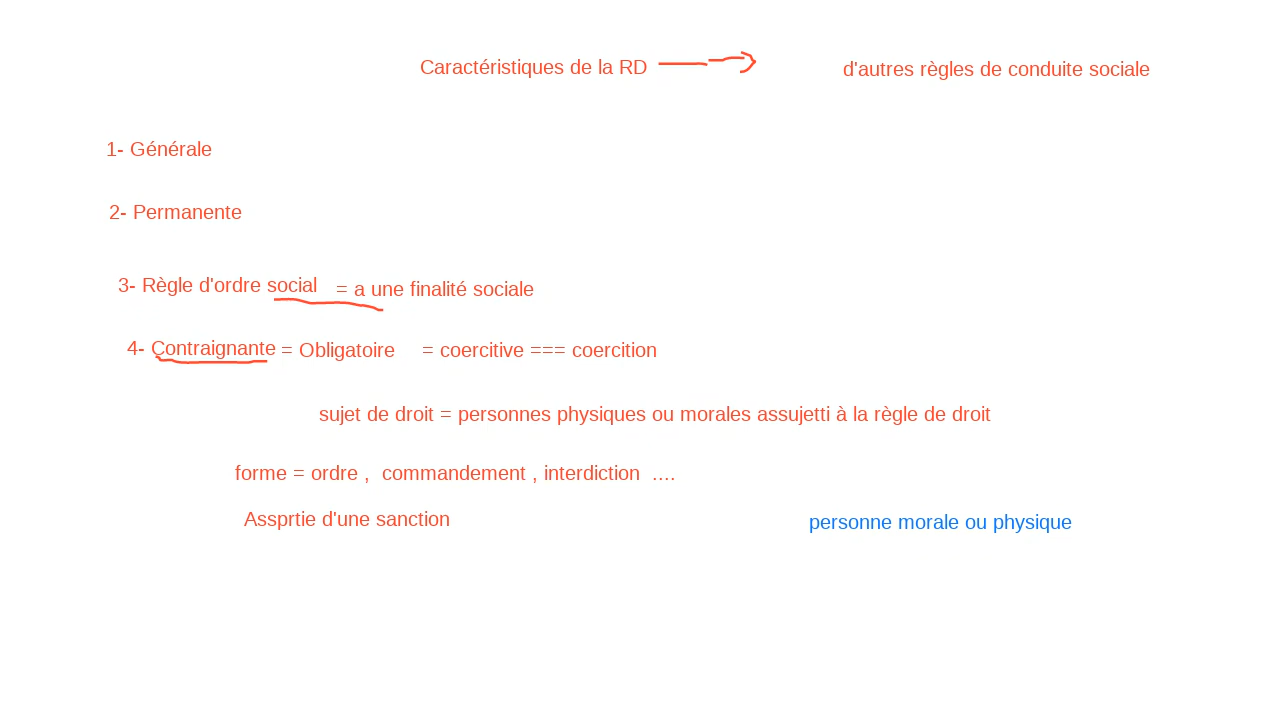 Caractéristiques de la RD
d'autres règles de conduite sociale
1- Générale
2- Permanente
3- Règle d'ordre social = a une finalité sociale
4- Contraignante = Obligatoire = coercitive === coercition
sujet de droit = personnes physiques ou morales assujetti à la règle de droit
forme = ordre , commandement , interdiction ....
Assprtie d'une sanction
personne morale ou physique